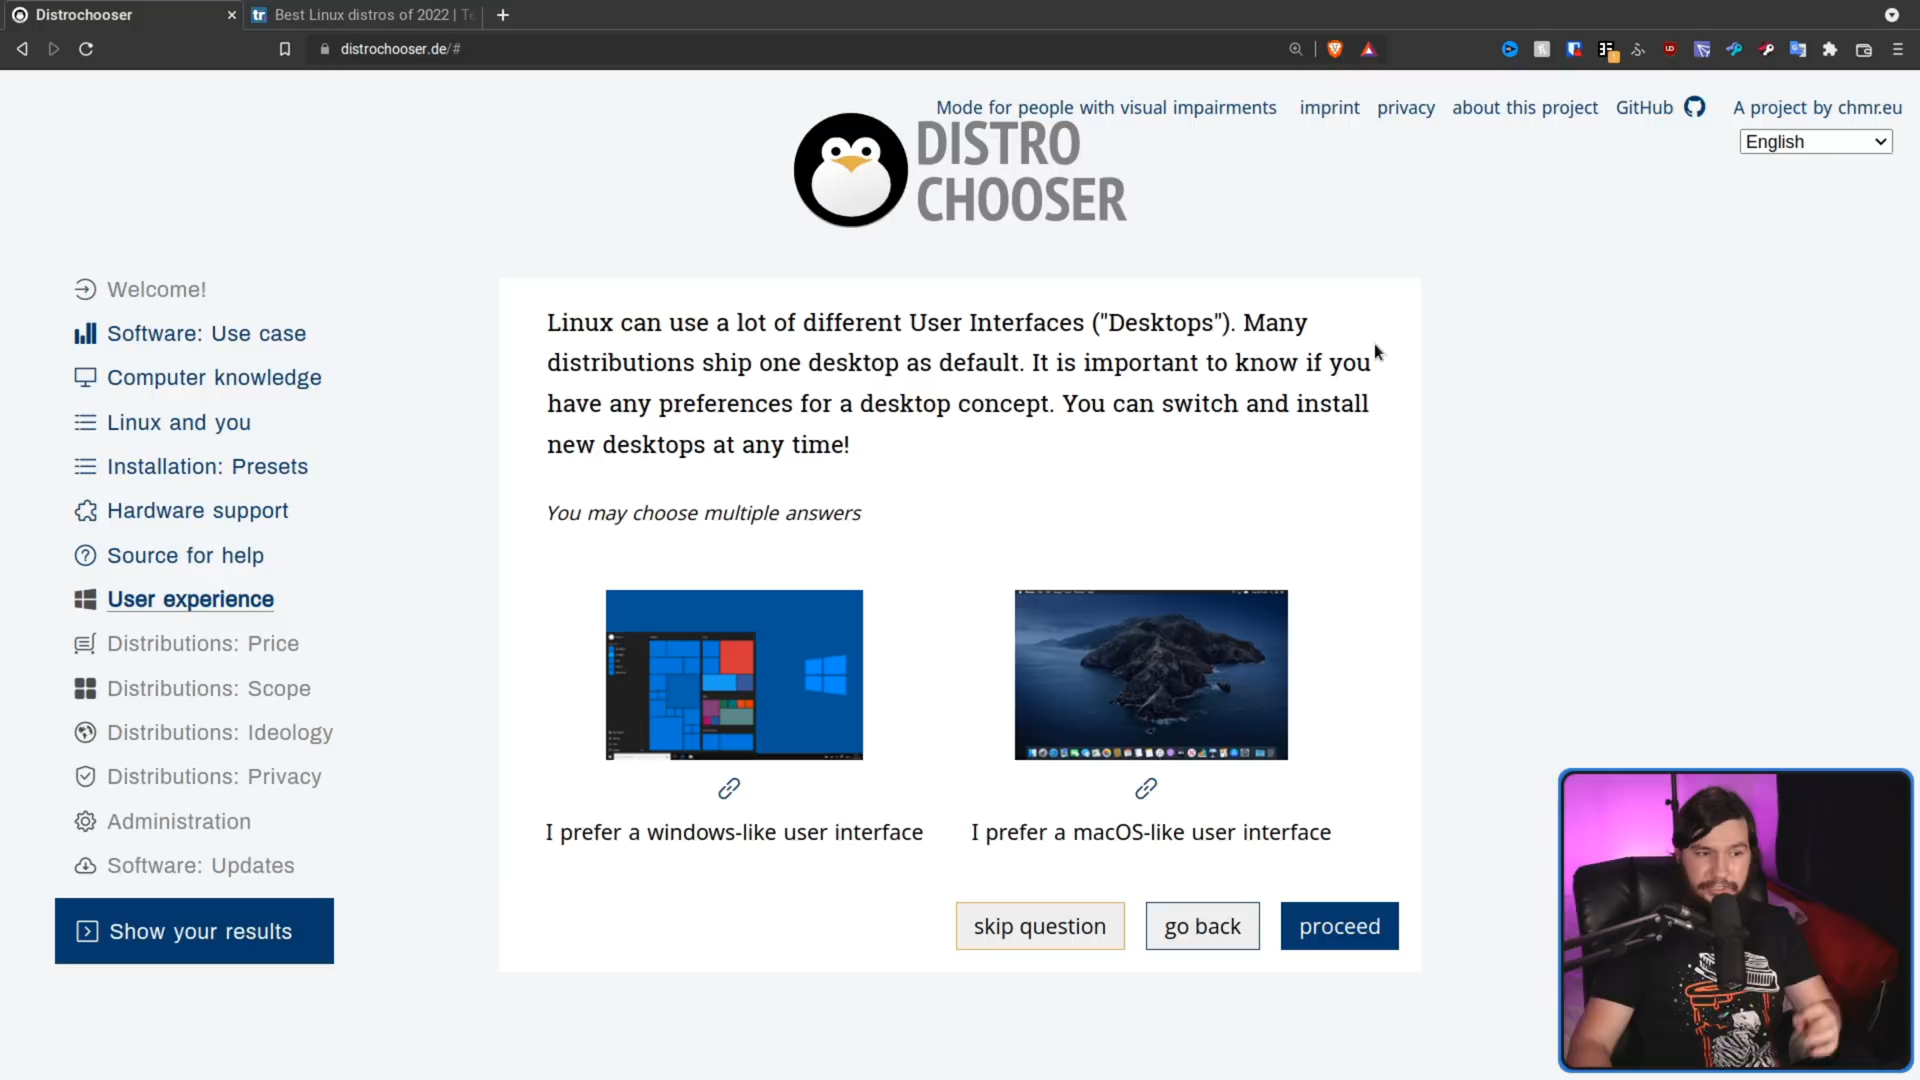 Distrochooser
tr Best Linux distros of 2022 | Te
distrochooser.de/#
Mode for people with visual impairments imprint privacy about this project GitHub A project by chmr.eu
English
DISTRO
CHOOSER
Welcome!
Software: Use case
Computer knowledge
Linux and you
Installation: Presets
Hardware support
Source for help
User experience
Distributions: Price
Distributions: Scope
Distributions: Ideology
Distributions: Privacy
Administration
Software: Updates
Show your results
Linux can use a lot of different User Interfaces ("Desktops"). Many
distributions ship one desktop as default. It is important to know if you
have any preferences for a desktop concept. You can switch and install
new desktops at any time!
You may choose multiple answers
I prefer a windows-like user interface
I prefer a macOS-like user interface
skip question
go back
proceed